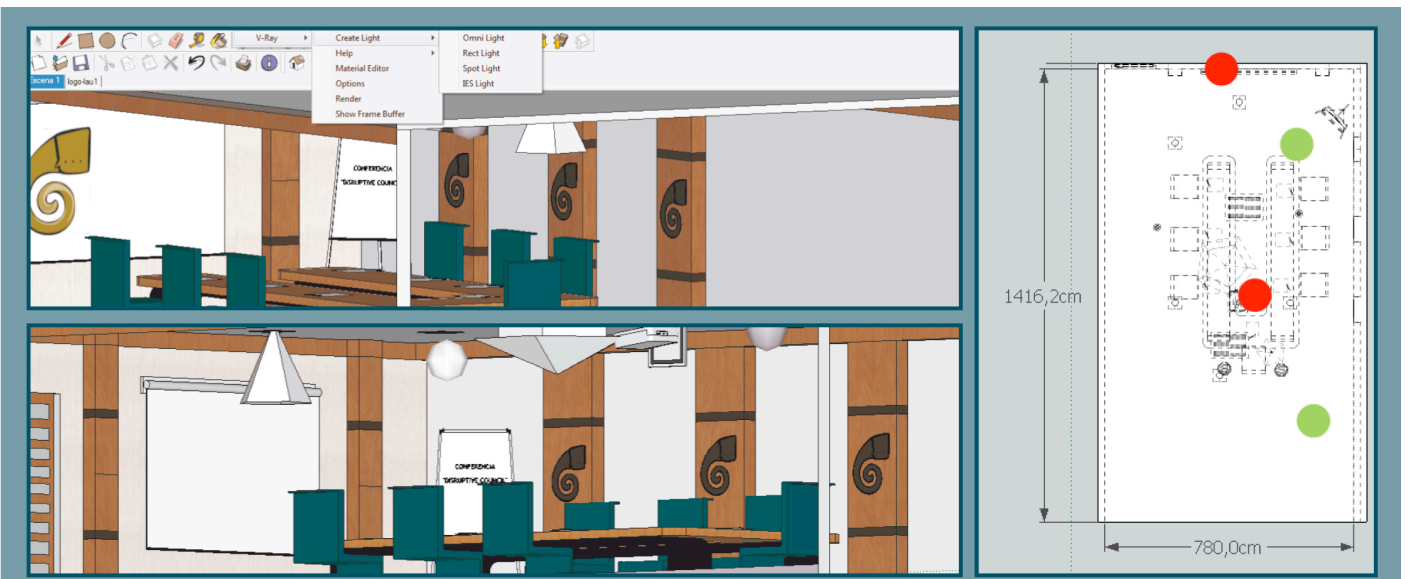 V-Ray
Create Light
Help
Material Editor
Options
Render
Show Frame Buffer
Omni Light
Rect Light
Spot Light
IES Light
Escena 1
logo-lau1
CONFERENCIA
"DISRUPTIVE COUNC
CONFERENCIA
"DISRUPTIVE COUNCIL"
1416,2cm
780,0cm